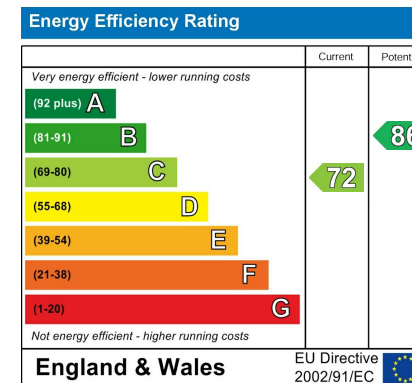 Energy Efficiency Rating
Current Potent
Very energy efficient - lower running costs
(92 plus) A
(81-91) B 86
(69-80) C 72
(55-68) D
(39-54) E
(21-38) F
(1-20) G
Not energy efficient - higher running costs
England & Wales
EU Directive
2002/91/EC